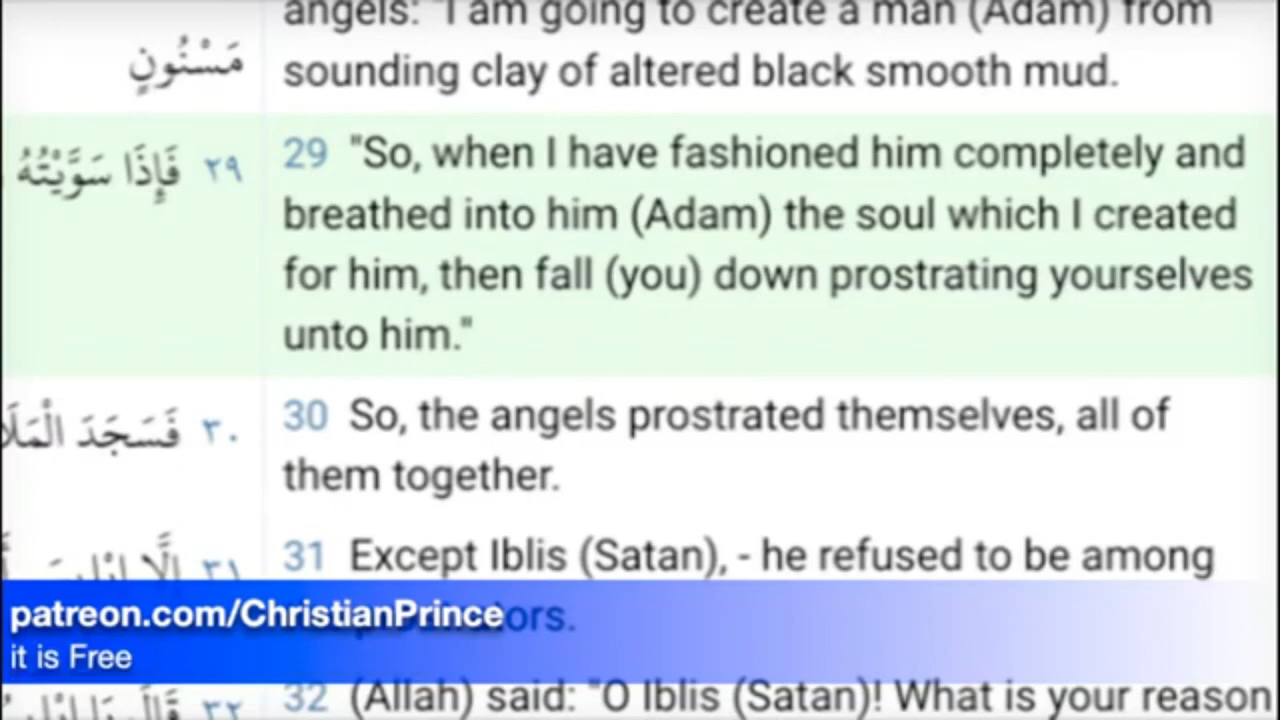 angels: "I am going to create a man (Adam) from
مَسْنُونٍ
sounding clay of altered black smooth mud.
٢٩ فَإِذَا سَوَّيْتُهُ
29 "So, when I have fashioned him completely and
breathed into him (Adam) the soul which I created
for him, then fall (you) down prostrating yourselves
unto him."
٣٠ فَسَجَدَ
30 So, the angels prostrated themselves, all of
them together.
٣١ إِلَّا
31 Except Iblis (Satan), - he refused to be among
patreon.com/ChristianPrince
it is Free
٣٢
32 (Allah) said: "O Iblis (Satan)! What is your reason